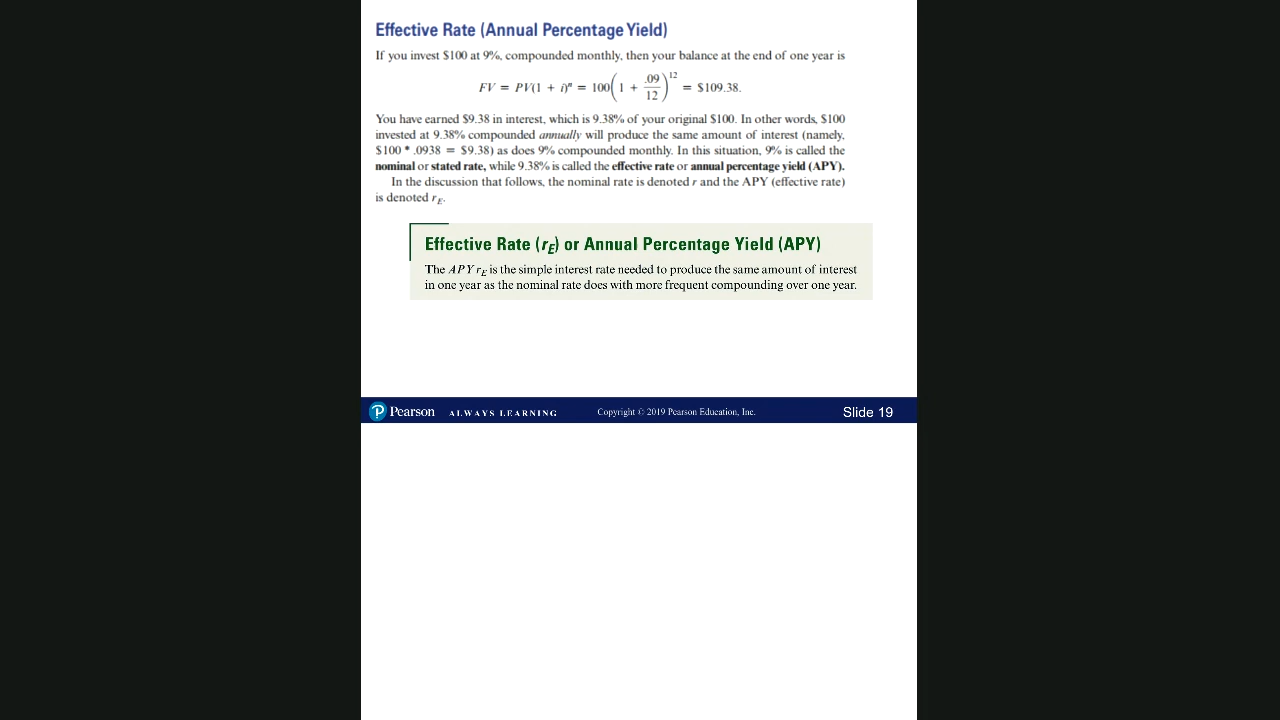 Effective Rate (Annual Percentage Yield)
If you invest $100 at 9%, compounded monthly, then your balance at the end of one year is
FV = PV(1 + i)ⁿ = 100(1 + .09/12)¹² = $109.38.
You have earned $9.38 in interest, which is 9.38% of your original $100. In other words, $100
invested at 9.38% compounded annually will produce the same amount of interest (namely,
$100 * .0938 = $9.38) as does 9% compounded monthly. In this situation, 9% is called the
nominal or stated rate, while 9.38% is called the effective rate or annual percentage yield (APY).
In the discussion that follows, the nominal rate is denoted r and the APY (effective rate)
is denoted r_E.
Effective Rate (r_E) or Annual Percentage Yield (APY)
The APY r_E is the simple interest rate needed to produce the same amount of interest
in one year as the nominal rate does with more frequent compounding over one year.
P Pearson ALWAYS LEARNING Copyright © 2019 Pearson Education, Inc. Slide 19